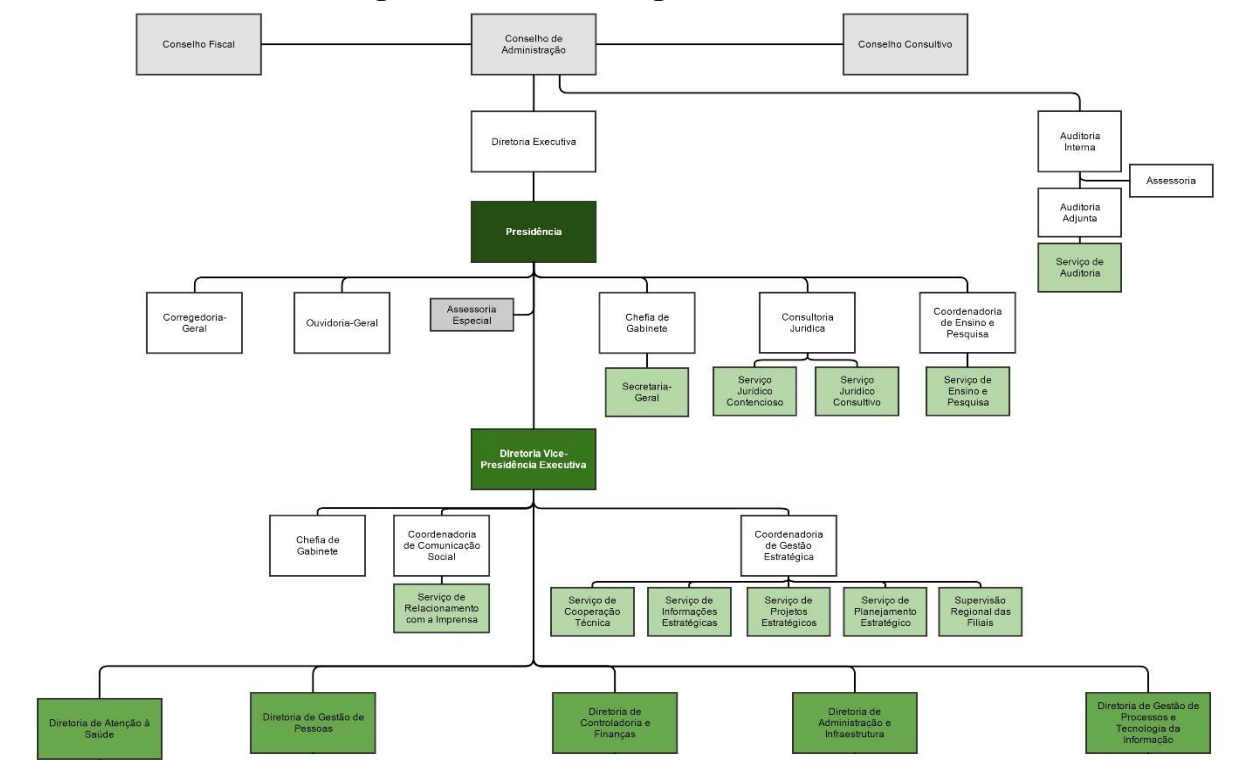 Conselho Fiscal
Conselho de
Administração
Conselho Consultivo
Diretoria Executiva
Auditoria
Interna
Assessoria
Auditoria
Adjunta
Presidência
Serviço de
Auditoria
Corregedoria-
Geral
Ouvidoria-Geral
Assessoria
Especial
Chefia de
Gabinete
Consultoria
Jurídica
Coordenadoria
de Ensino e
Pesquisa
Secretaria-
Geral
Serviço
Jurídico
Contencioso
Serviço
Jurídico
Consultivo
Serviço de
Ensino e
Pesquisa
Diretoria Vice-
Presidência Executiva
Chefia de
Gabinete
Coordenadoria
de Comunicação
Social
Coordenadoria
de Gestão
Estratégica
Serviço de
Relacionamento
com a Imprensa
Serviço de
Cooperação
Técnica
Serviço de
Informações
Estratégicas
Serviço de
Projetos
Estratégicos
Serviço de
Planejamento
Estratégico
Supervisão
Regional das
Filiais
Diretoria de Atenção à
Saúde
Diretoria de Gestão de
Pessoas
Diretoria de
Controladoria e
Finanças
Diretoria de
Administração e
Infraestrutura
Diretoria de Gestão de
Processos e
Tecnologia da
Informação